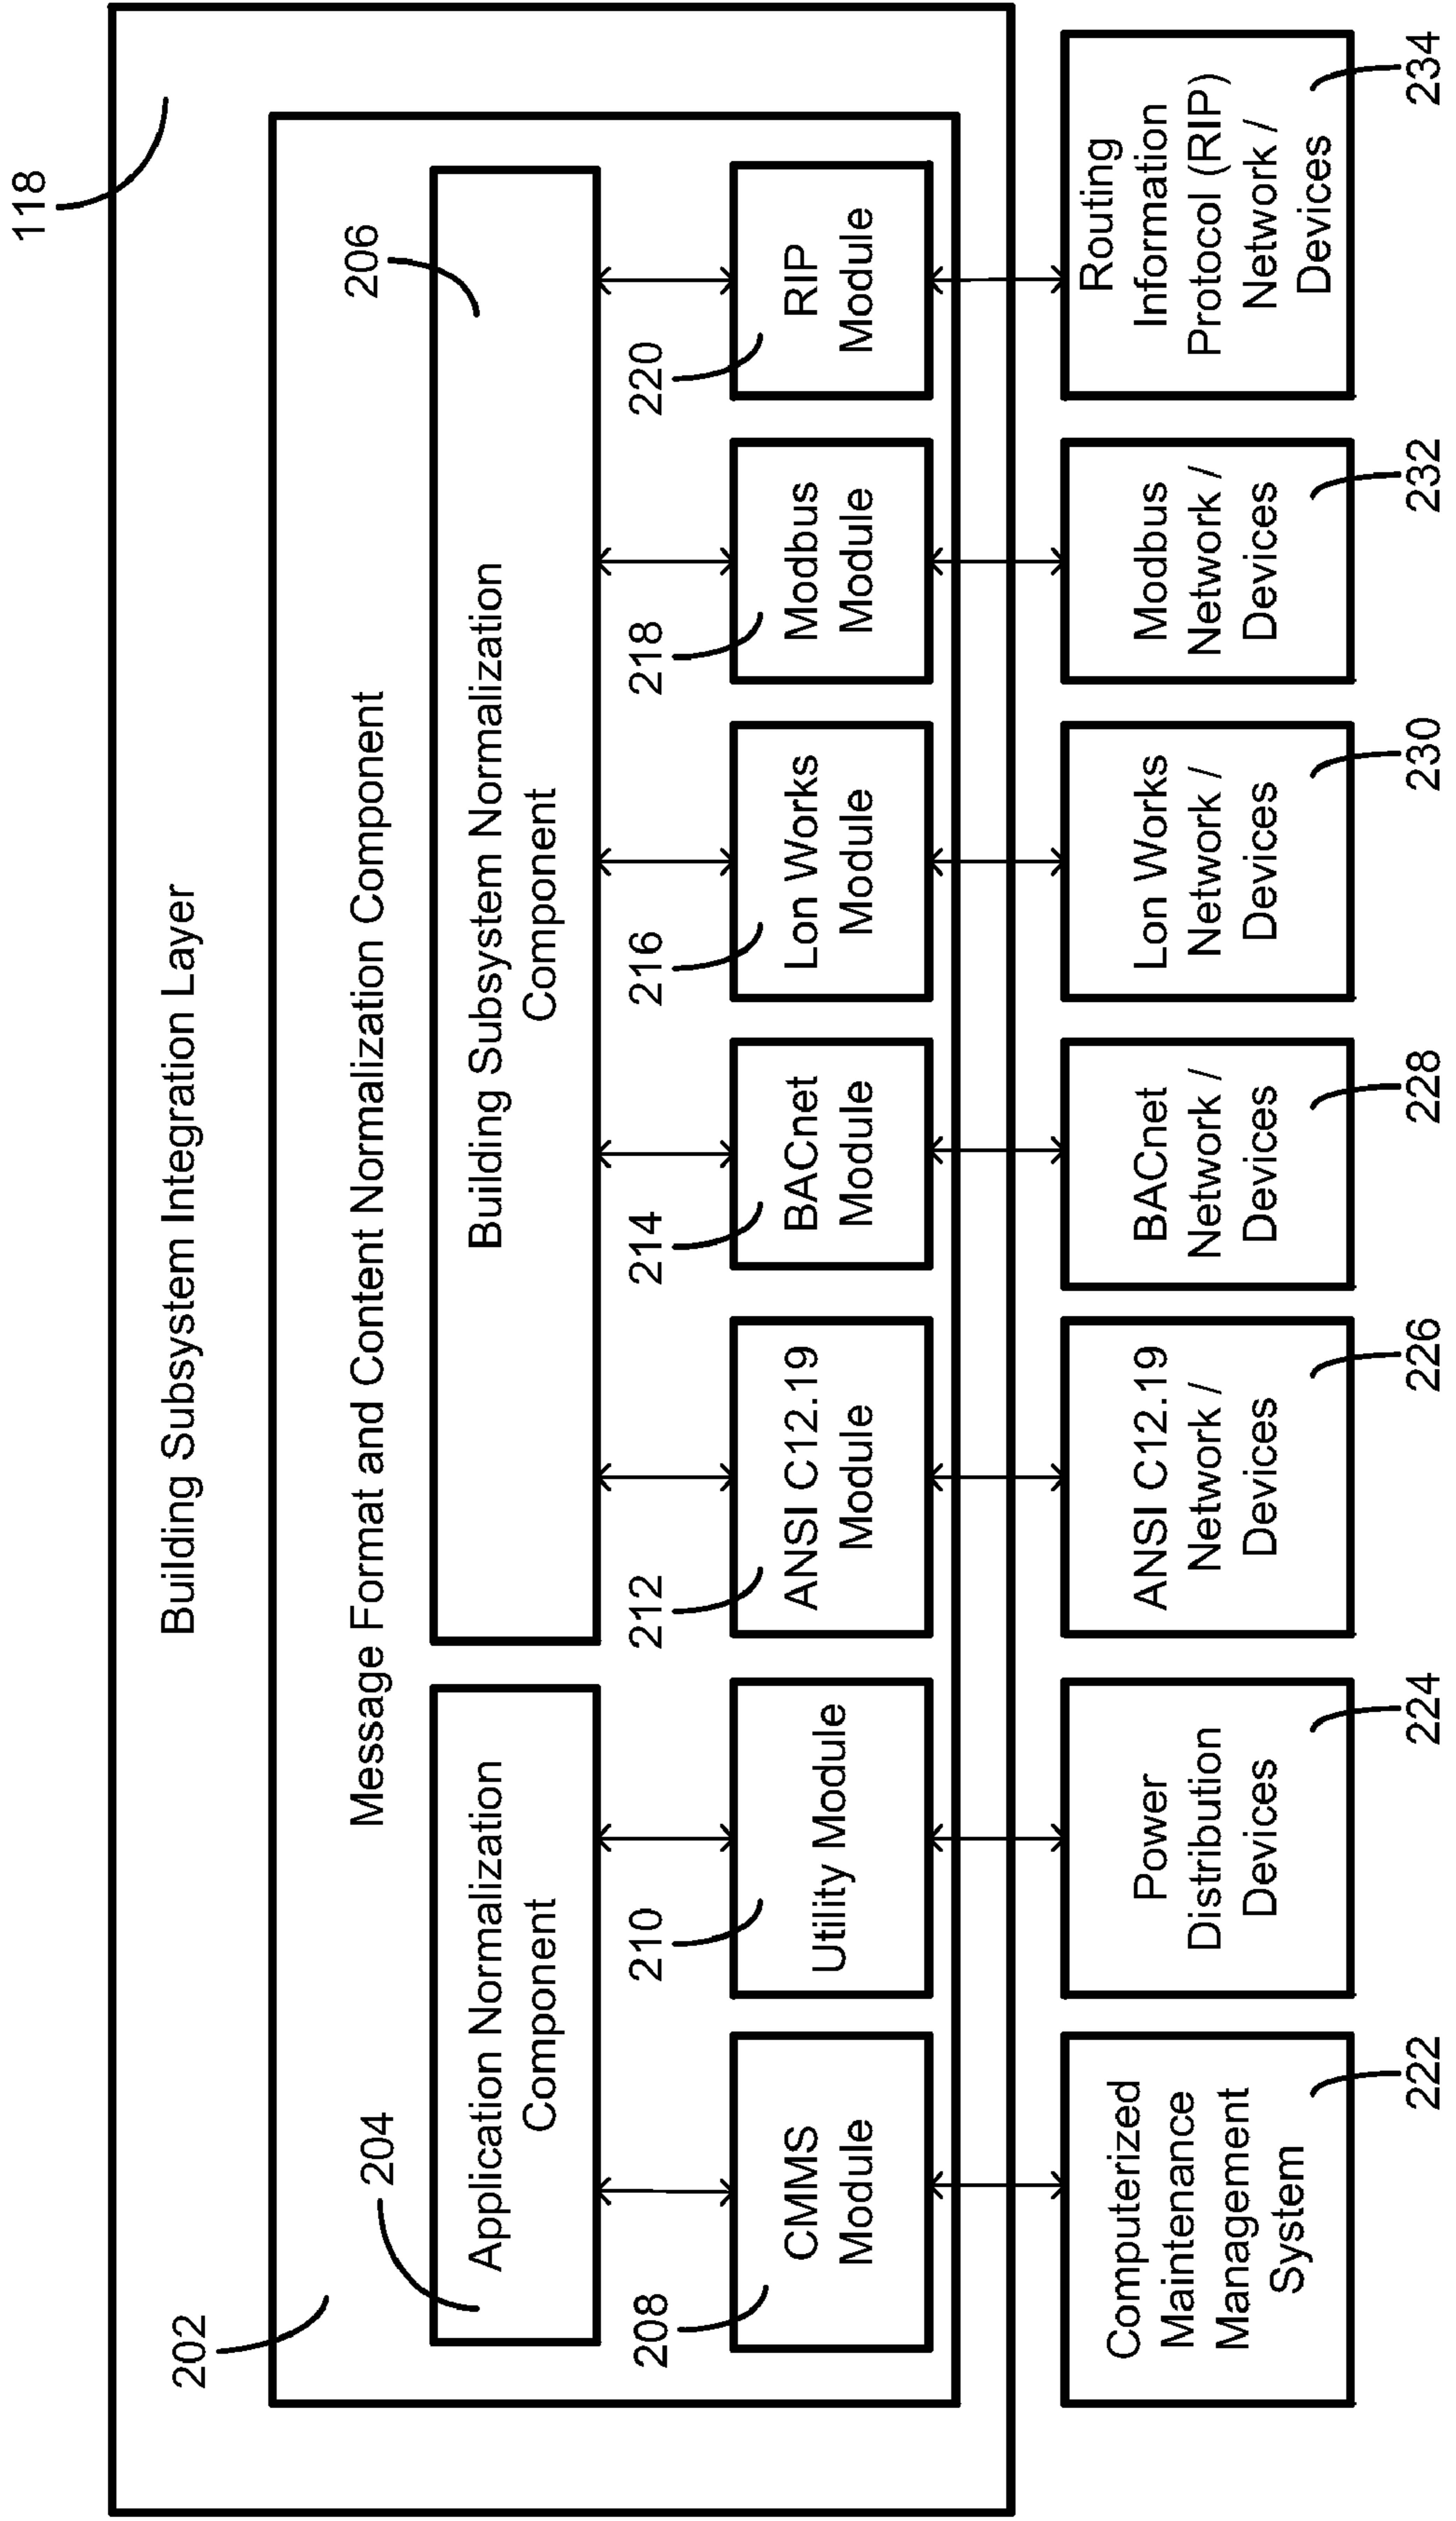 118
Building Subsystem Integration Layer
202
Message Format and Content Normalization Component
204
206
Application Normalization
Component
Building Subsystem Normalization
Component
208
210
212
214
216
218
220
CMMS
Module
Utility Module
ANSI C12.19
Module
BACnet
Module
Lon Works
Module
Modbus
Module
RIP
Module
Computerized
Maintenance
Management
System
Power
Distribution
Devices
ANSI C12.19
Network /
Devices
BACnet
Network /
Devices
Lon Works
Network /
Devices
Modbus
Network /
Devices
Routing
Information
Protocol (RIP)
Network /
Devices
222
224
226
228
230
232
234